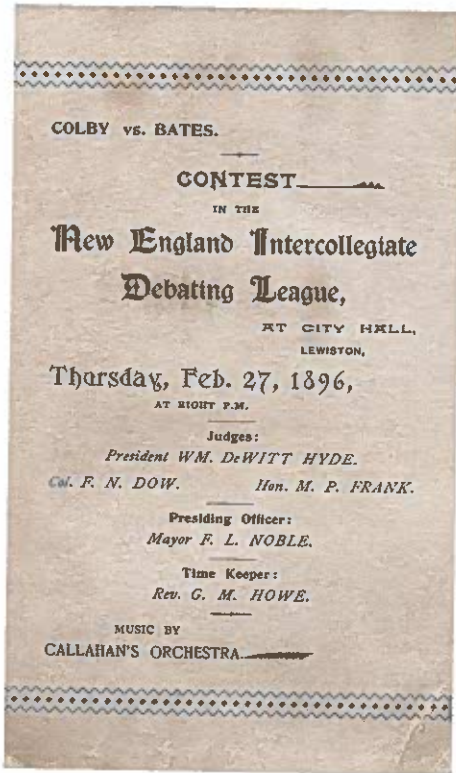 COLBY vs. BATES.
CONTEST
IN THE
New England Intercollegiate
Debating League,
AT CITY HALL,
LEWISTON,
Thursday, Feb. 27, 1896,
AT EIGHT P.M.
Judges:
President WM. DeWITT HYDE.
Col. F. N. DOW. Hon. M. P. FRANK.
Presiding Officer:
Mayor F. L. NOBLE.
Time Keeper:
Rev. G. M. HOWE.
MUSIC BY
CALLAHAN'S ORCHESTRA